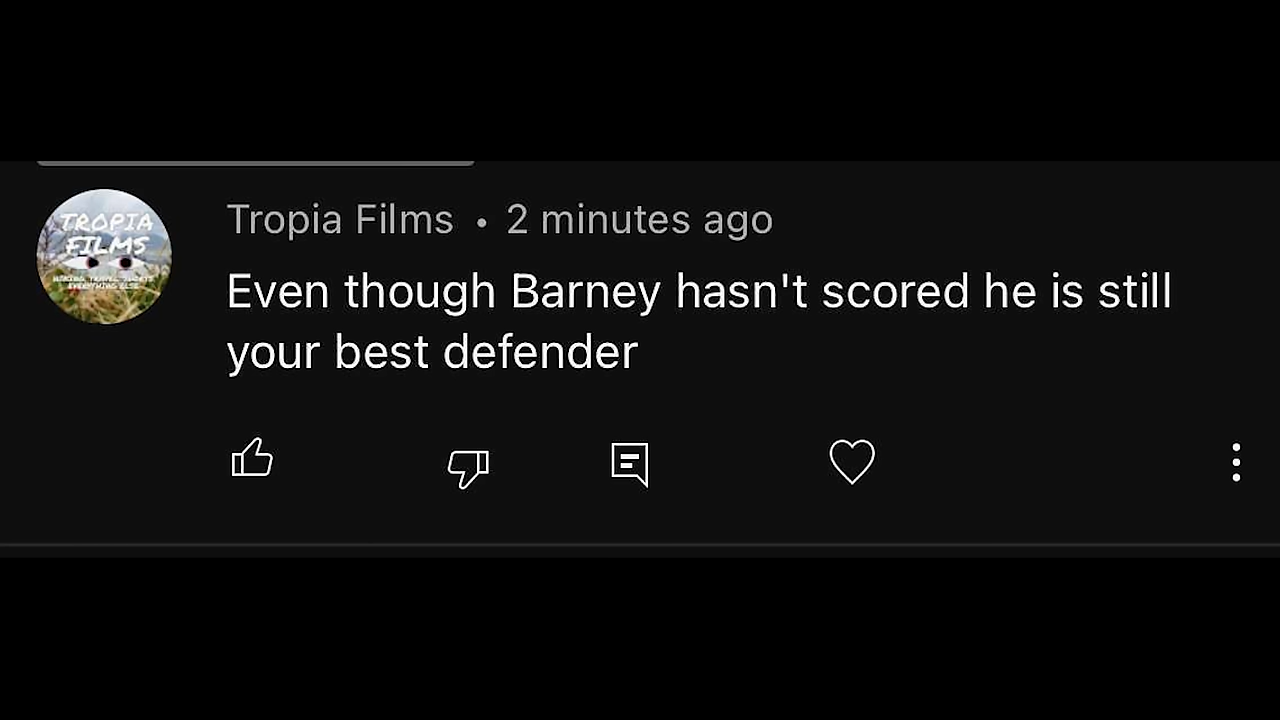 TROPIA
FILMS
Tropia Films • 2 minutes ago
Even though Barney hasn't scored he is still
your best defender